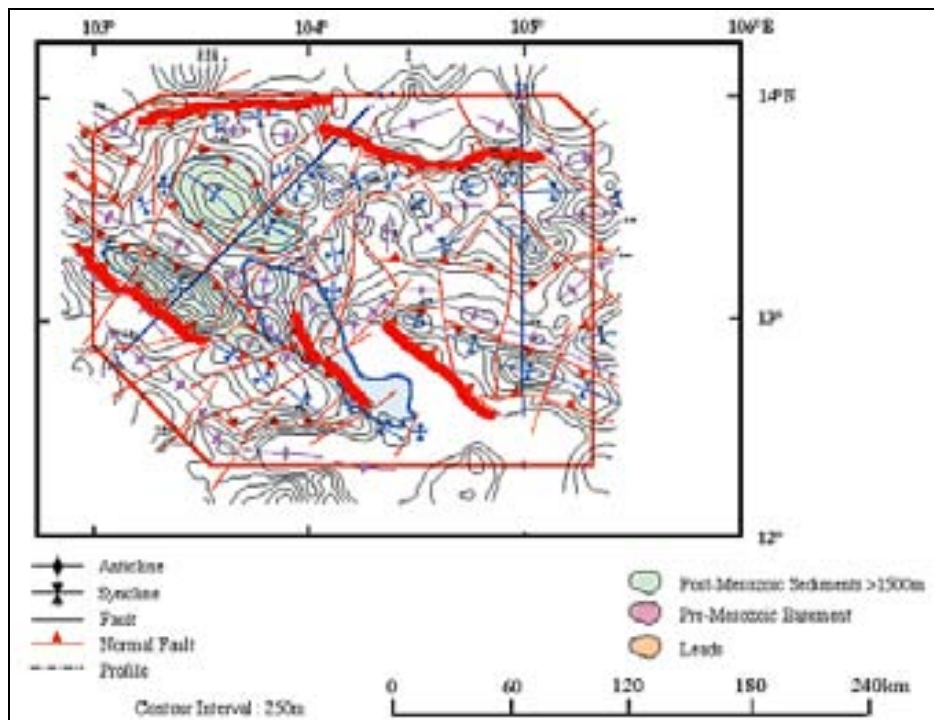 103° 104° 105° 106°E
14°N
13°
12°
Anticline
Syncline
Fault
Normal Fault
Profile
Contour Interval : 250m
Post-Mesozoic Sediments >1500m
Pre-Mesozoic Basement
Leads
0 60 120 180 240km